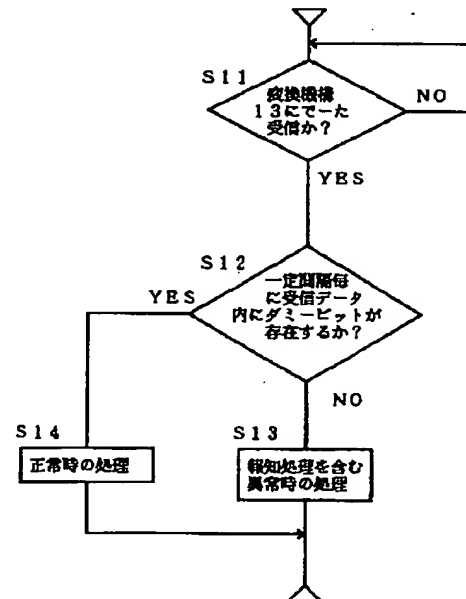 S11
変換機構
13にでーた
受信か?
NO
YES
S12
一定間隔毎
に受信データ
内にダミービットが
存在するか?
YES
NO
S14
正常時の処理
S13
報知処理を含む
異常時の処理